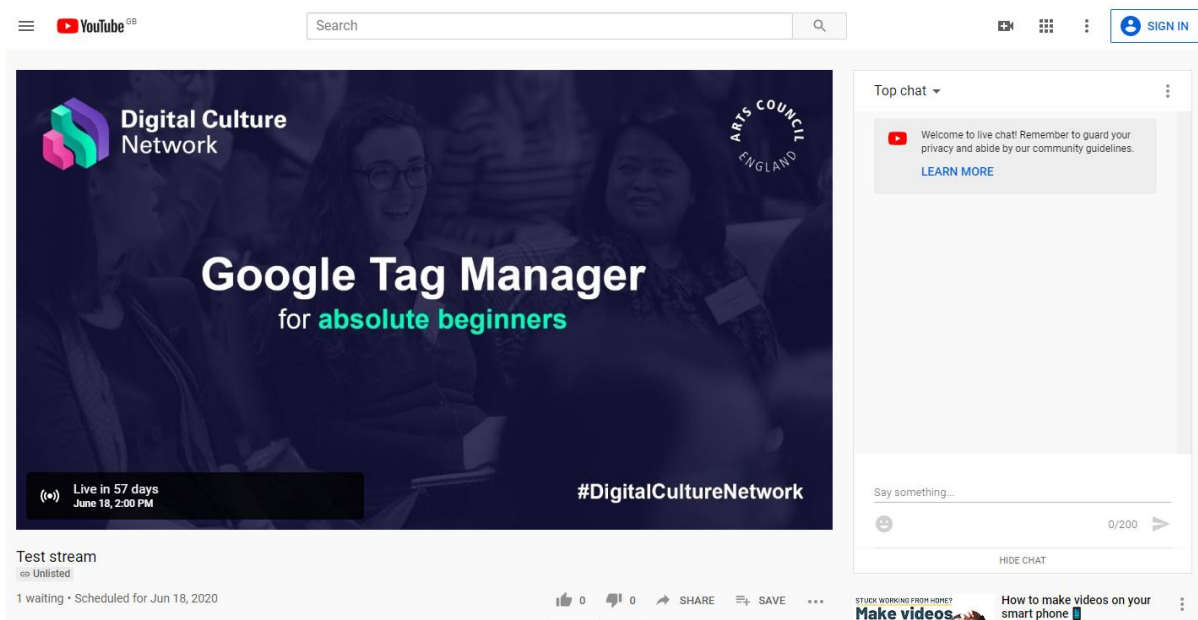 YouTube GB
Search
SIGN IN
Digital Culture
Network
ARTS COUNCIL
ENGLAND
Google Tag Manager
for absolute beginners
Live in 57 days
June 18, 2:00 PM
#DigitalCultureNetwork
Top chat
Welcome to live chat! Remember to guard your
privacy and abide by our community guidelines.
LEARN MORE
Say something...
0/200
HIDE CHAT
Test stream
Unlisted
1 waiting • Scheduled for Jun 18, 2020
0 0 SHARE SAVE
STUCK WORKING FROM HOME?
Make videos
How to make videos on your
smart phone